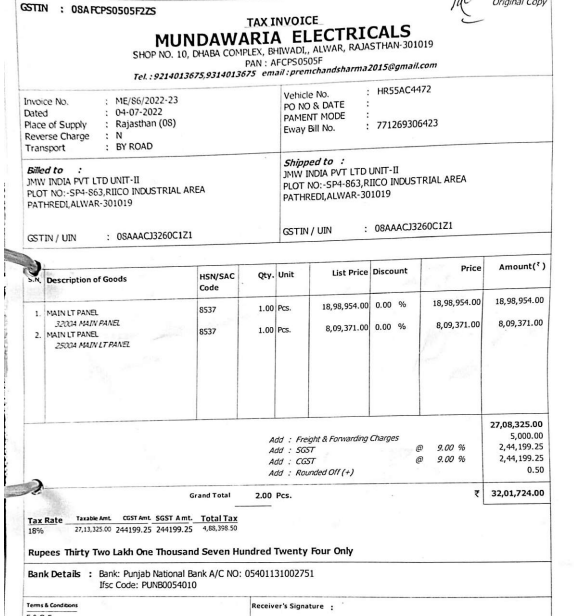 GSTIN : 08AFCPS0505F2ZS
Original Copy
TAX INVOICE
MUNDAWARIA ELECTRICALS
SHOP NO. 10, DHABA COMPLEX, BHIWADI,, ALWAR, RAJASTHAN-301019
PAN : AFCPS0505F
Tel. : 9214013675,9314013675 email : premchandsharma2015@gmail.com
Invoice No. : ME/86/2022-23
Dated : 04-07-2022
Place of Supply : Rajasthan (08)
Reverse Charge : N
Transport : BY ROAD
Vehicle No. : HR55AC4472
PO NO & DATE :
PAMENT MODE :
Eway Bill No. : 771269306423
Billed to :
JMW INDIA PVT LTD UNIT-II
PLOT NO:-SP4-863,RIICO INDUSTRIAL AREA
PATHREDI,ALWAR-301019
GSTIN / UIN : 08AAACJ3260C1Z1
Shipped to :
JMW INDIA PVT LTD UNIT-II
PLOT NO:-SP4-863,RIICO INDUSTRIAL AREA
PATHREDI,ALWAR-301019
GSTIN / UIN : 08AAACJ3260C1Z1
S.N. Description of Goods HSN/SAC Code Qty. Unit List Price Discount Price Amount(₹)
1. MAIN LT PANEL 8537 1.00 Pcs. 18,98,954.00 0.00 % 18,98,954.00 18,98,954.00
3200A MAIN PANEL
2. MAIN LT PANEL 8537 1.00 Pcs. 8,09,371.00 0.00 % 8,09,371.00 8,09,371.00
2500A MAIN LT PANEL
27,08,325.00
Add : Freight & Forwarding Charges 5,000.00
Add : SGST @ 9.00 % 2,44,199.25
Add : CGST @ 9.00 % 2,44,199.25
Add : Rounded Off (+) 0.50
Grand Total 2.00 Pcs. ₹ 32,01,724.00
Tax Rate Taxable Amt. CGST Amt. SGST Amt. Total Tax
18% 27,13,325.00 244199.25 244199.25 4,88,398.50
Rupees Thirty Two Lakh One Thousand Seven Hundred Twenty Four Only
Bank Details : Bank: Punjab National Bank A/C NO: 05401131002751
Ifsc Code: PUNB0054010
Terms & Conditions
Receiver's Signature :